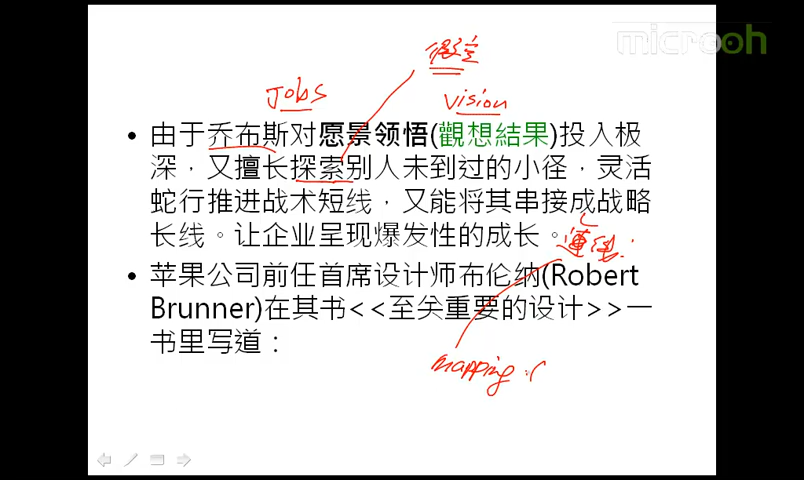 microoh
假空
Jobs
vision
• 由于乔布斯对愿景领悟(觀想結果)投入极
深，又擅长探索别人未到过的小径，灵活
蛇行推进战术短线，又能将其串接成战略
长线。让企业呈现爆发性的成长。
連線:
• 苹果公司前任首席设计师布伦纳(Robert
Brunner)在其书<<至关重要的设计>>一
书里写道：
mapping :(